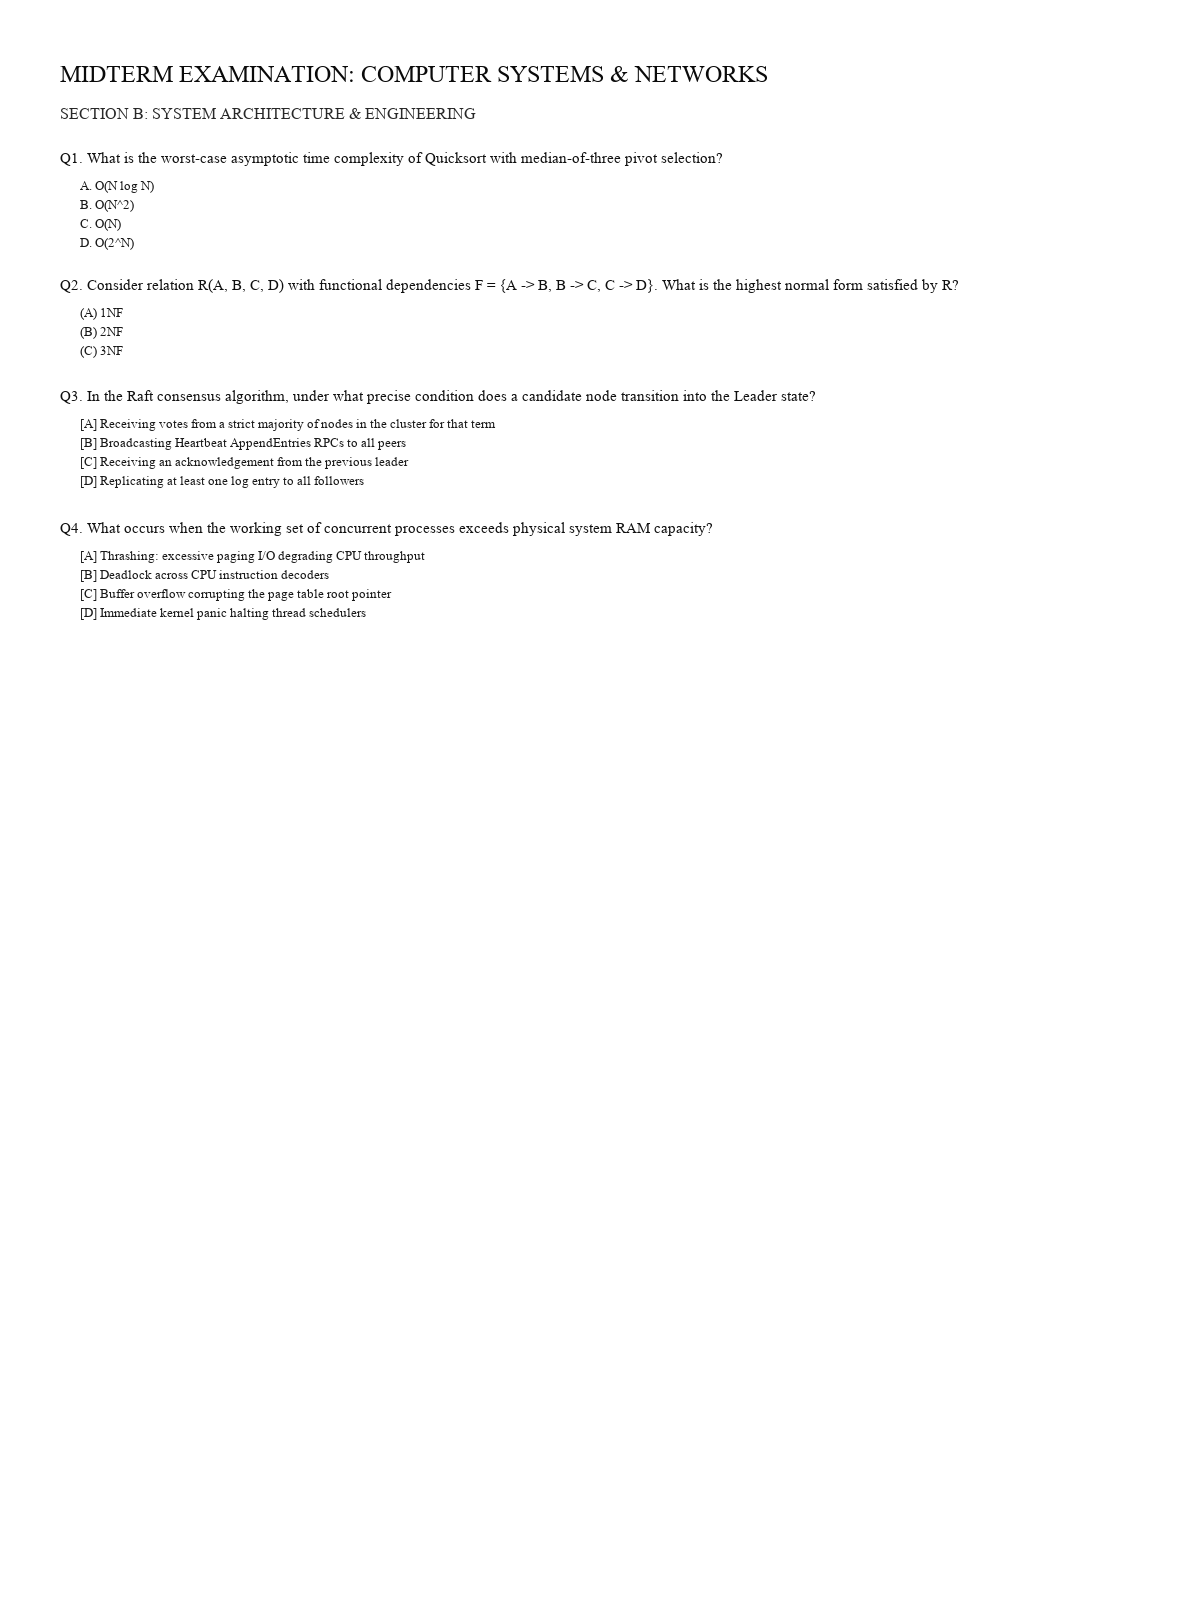 MIDTERM EXAMINATION: COMPUTER SYSTEMS & NETWORKS
SECTION B: SYSTEM ARCHITECTURE & ENGINEERING
Q1. What is the worst-case asymptotic time complexity of Quicksort with median-of-three pivot selection?
A. O(N log N)
B. O(N^2)
C. O(N)
D. O(2^N)
Q2. Consider relation R(A, B, C, D) with functional dependencies F = {A -> B, B -> C, C -> D}. What is the highest normal form satisfied by R?
(A) 1NF
(B) 2NF
(C) 3NF
Q3. In the Raft consensus algorithm, under what precise condition does a candidate node transition into the Leader state?
[A] Receiving votes from a strict majority of nodes in the cluster for that term
[B] Broadcasting Heartbeat AppendEntries RPCs to all peers
[C] Receiving an acknowledgement from the previous leader
[D] Replicating at least one log entry to all followers
Q4. What occurs when the working set of concurrent processes exceeds physical system RAM capacity?
[A] Thrashing: excessive paging I/O degrading CPU throughput
[B] Deadlock across CPU instruction decoders
[C] Buffer overflow corrupting the page table root pointer
[D] Immediate kernel panic halting thread schedulers